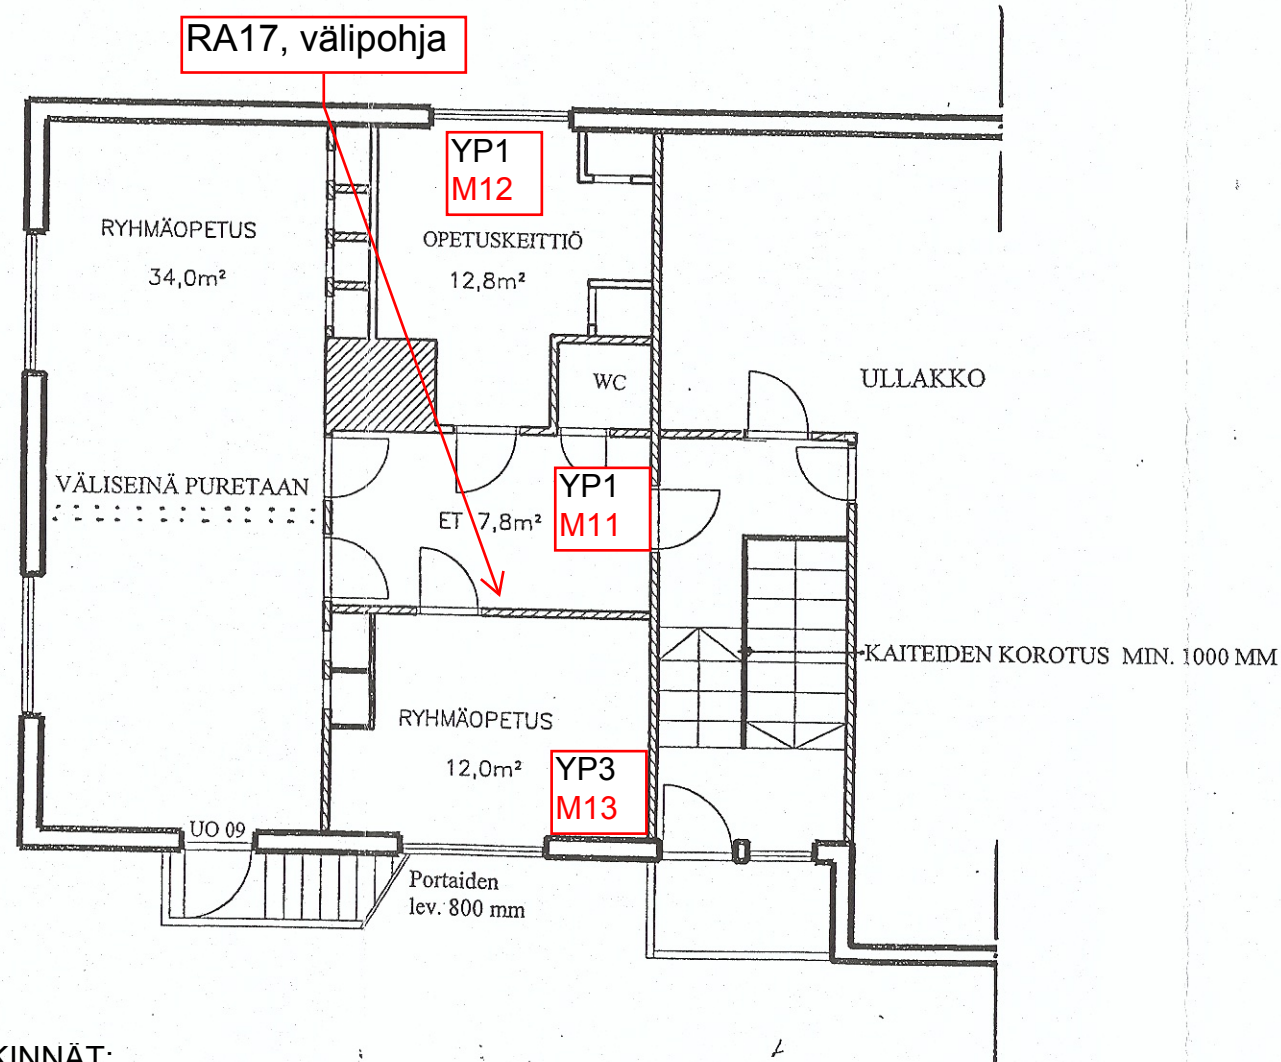 RA17, välipohja
YP1
M12
RYHMÄOPETUS
34,0m²
OPETUSKEITTIÖ
12,8m²
WC
ULLAKKO
VÄLISEINÄ PURETAAN
ET 7,8m²
YP1
M11
KAITEIDEN KOROTUS MIN. 1000 MM
RYHMÄOPETUS
12,0m²
YP3
M13
UO 09
Portaiden
lev. 800 mm
KINNÄT: